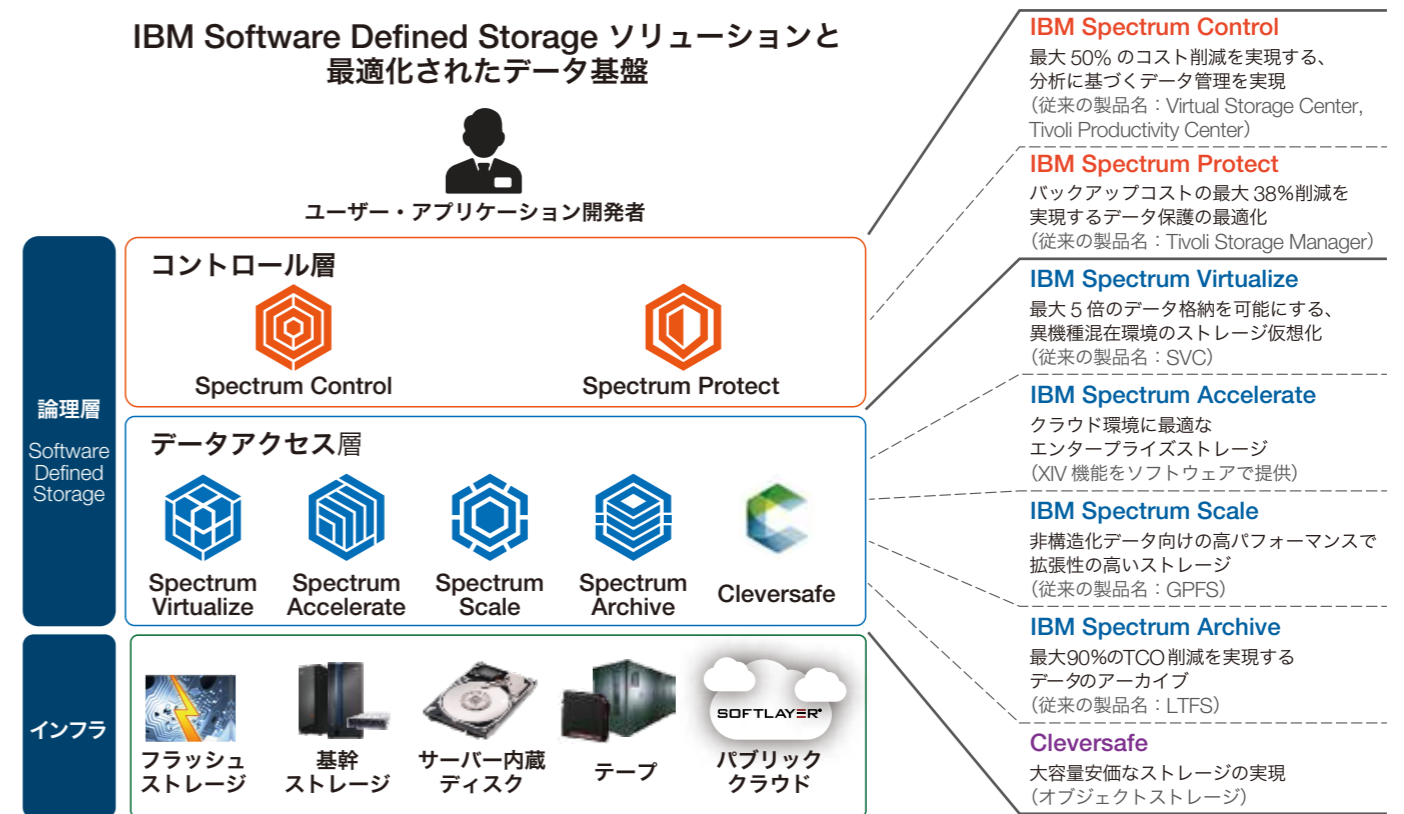 IBM Software Defined Storage ソリューションと
最適化されたデータ基盤
ユーザー・アプリケーション開発者
論理層
Software
Defined
Storage
コントロール層
Spectrum Control
Spectrum Protect
データアクセス層
Spectrum
Virtualize
Spectrum
Accelerate
Spectrum
Scale
Spectrum
Archive
Cleversafe
インフラ
フラッシュ
ストレージ
基幹
ストレージ
サーバー内蔵
ディスク
テープ
SOFTLAYER
パブリック
クラウド
IBM Spectrum Control
最大 50% のコスト削減を実現する、
分析に基づくデータ管理を実現
（従来の製品名：Virtual Storage Center,
Tivoli Productivity Center）
IBM Spectrum Protect
バックアップコストの最大 38%削減を
実現するデータ保護の最適化
（従来の製品名：Tivoli Storage Manager）
IBM Spectrum Virtualize
最大 5 倍のデータ格納を可能にする、
異機種混在環境のストレージ仮想化
（従来の製品名：SVC）
IBM Spectrum Accelerate
クラウド環境に最適な
エンタープライズストレージ
（XIV 機能をソフトウェアで提供）
IBM Spectrum Scale
非構造化データ向けの高パフォーマンスで
拡張性の高いストレージ
（従来の製品名：GPFS）
IBM Spectrum Archive
最大90%のTCO削減を実現する
データのアーカイブ
（従来の製品名：LTFS）
Cleversafe
大容量安価なストレージの実現
（オブジェクトストレージ）